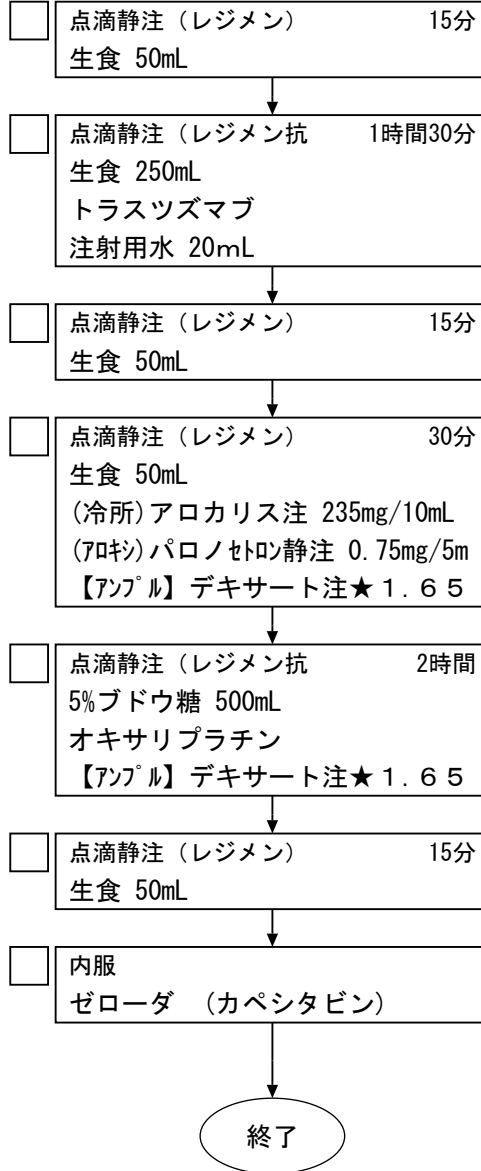 点滴静注（レジメン） 15分
生食 50mL
点滴静注（レジメン抗 1時間30分
生食 250mL
トラスツズマブ
注射用水 20ｍL
点滴静注（レジメン） 15分
生食 50mL
点滴静注（レジメン） 30分
生食 50mL
(冷所)アロカリス注 235mg/10mL
(ｱﾛｷｼ)パロノｾﾄロン静注 0.75mg/5m
【ｱﾝﾌﾟﾙ】デキサート注★１.６５
点滴静注（レジメン抗 2時間
5%ブドウ糖 500mL
オキサリプラチン
【ｱﾝﾌﾟﾙ】デキサート注★１.６５
点滴静注（レジメン） 15分
生食 50mL
内服
ゼローダ （カペシタビン）
終了